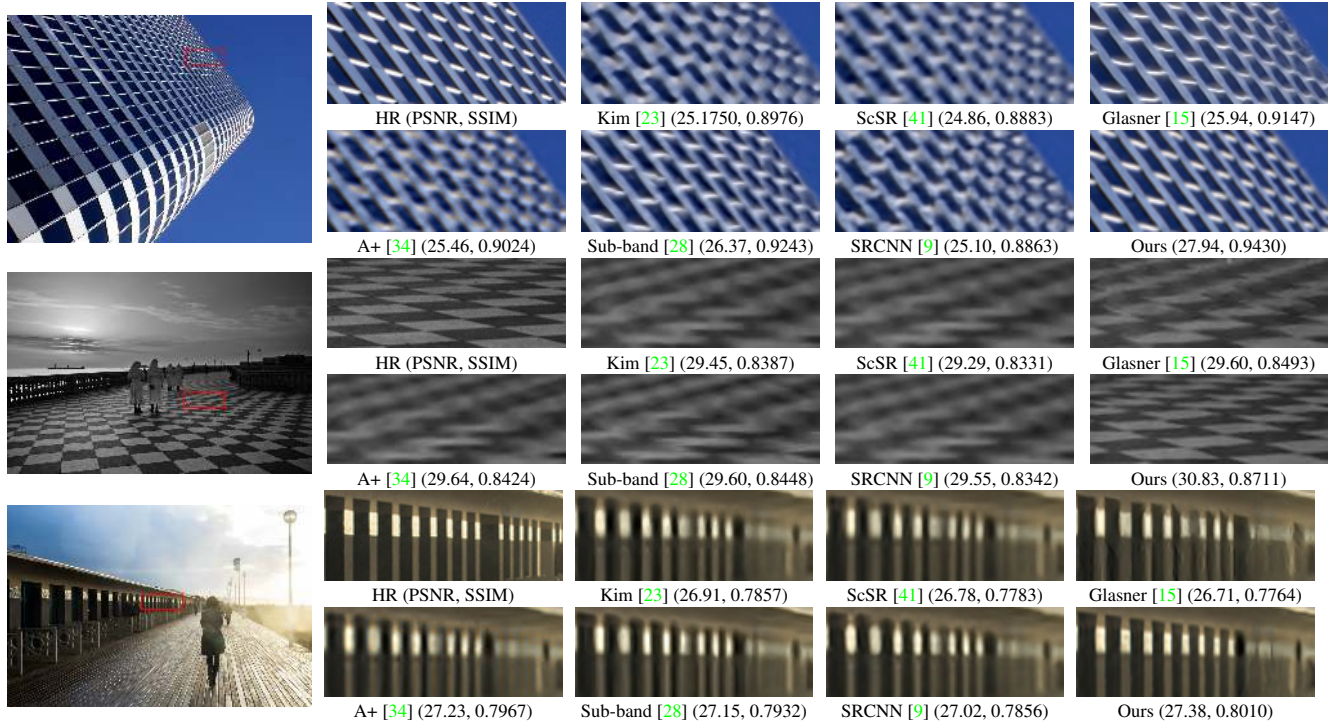 HR (PSNR, SSIM) Kim [23] (25.1750, 0.8976) ScSR [41] (24.86, 0.8883) Glasner [15] (25.94, 0.9147)
A+ [34] (25.46, 0.9024) Sub-band [28] (26.37, 0.9243) SRCNN [9] (25.10, 0.8863) Ours (27.94, 0.9430)
HR (PSNR, SSIM) Kim [23] (29.45, 0.8387) ScSR [41] (29.29, 0.8331) Glasner [15] (29.60, 0.8493)
A+ [34] (29.64, 0.8424) Sub-band [28] (29.60, 0.8448) SRCNN [9] (29.55, 0.8342) Ours (30.83, 0.8711)
HR (PSNR, SSIM) Kim [23] (26.91, 0.7857) ScSR [41] (26.78, 0.7783) Glasner [15] (26.71, 0.7764)
A+ [34] (27.23, 0.7967) Sub-band [28] (27.15, 0.7932) SRCNN [9] (27.02, 0.7856) Ours (27.38, 0.8010)